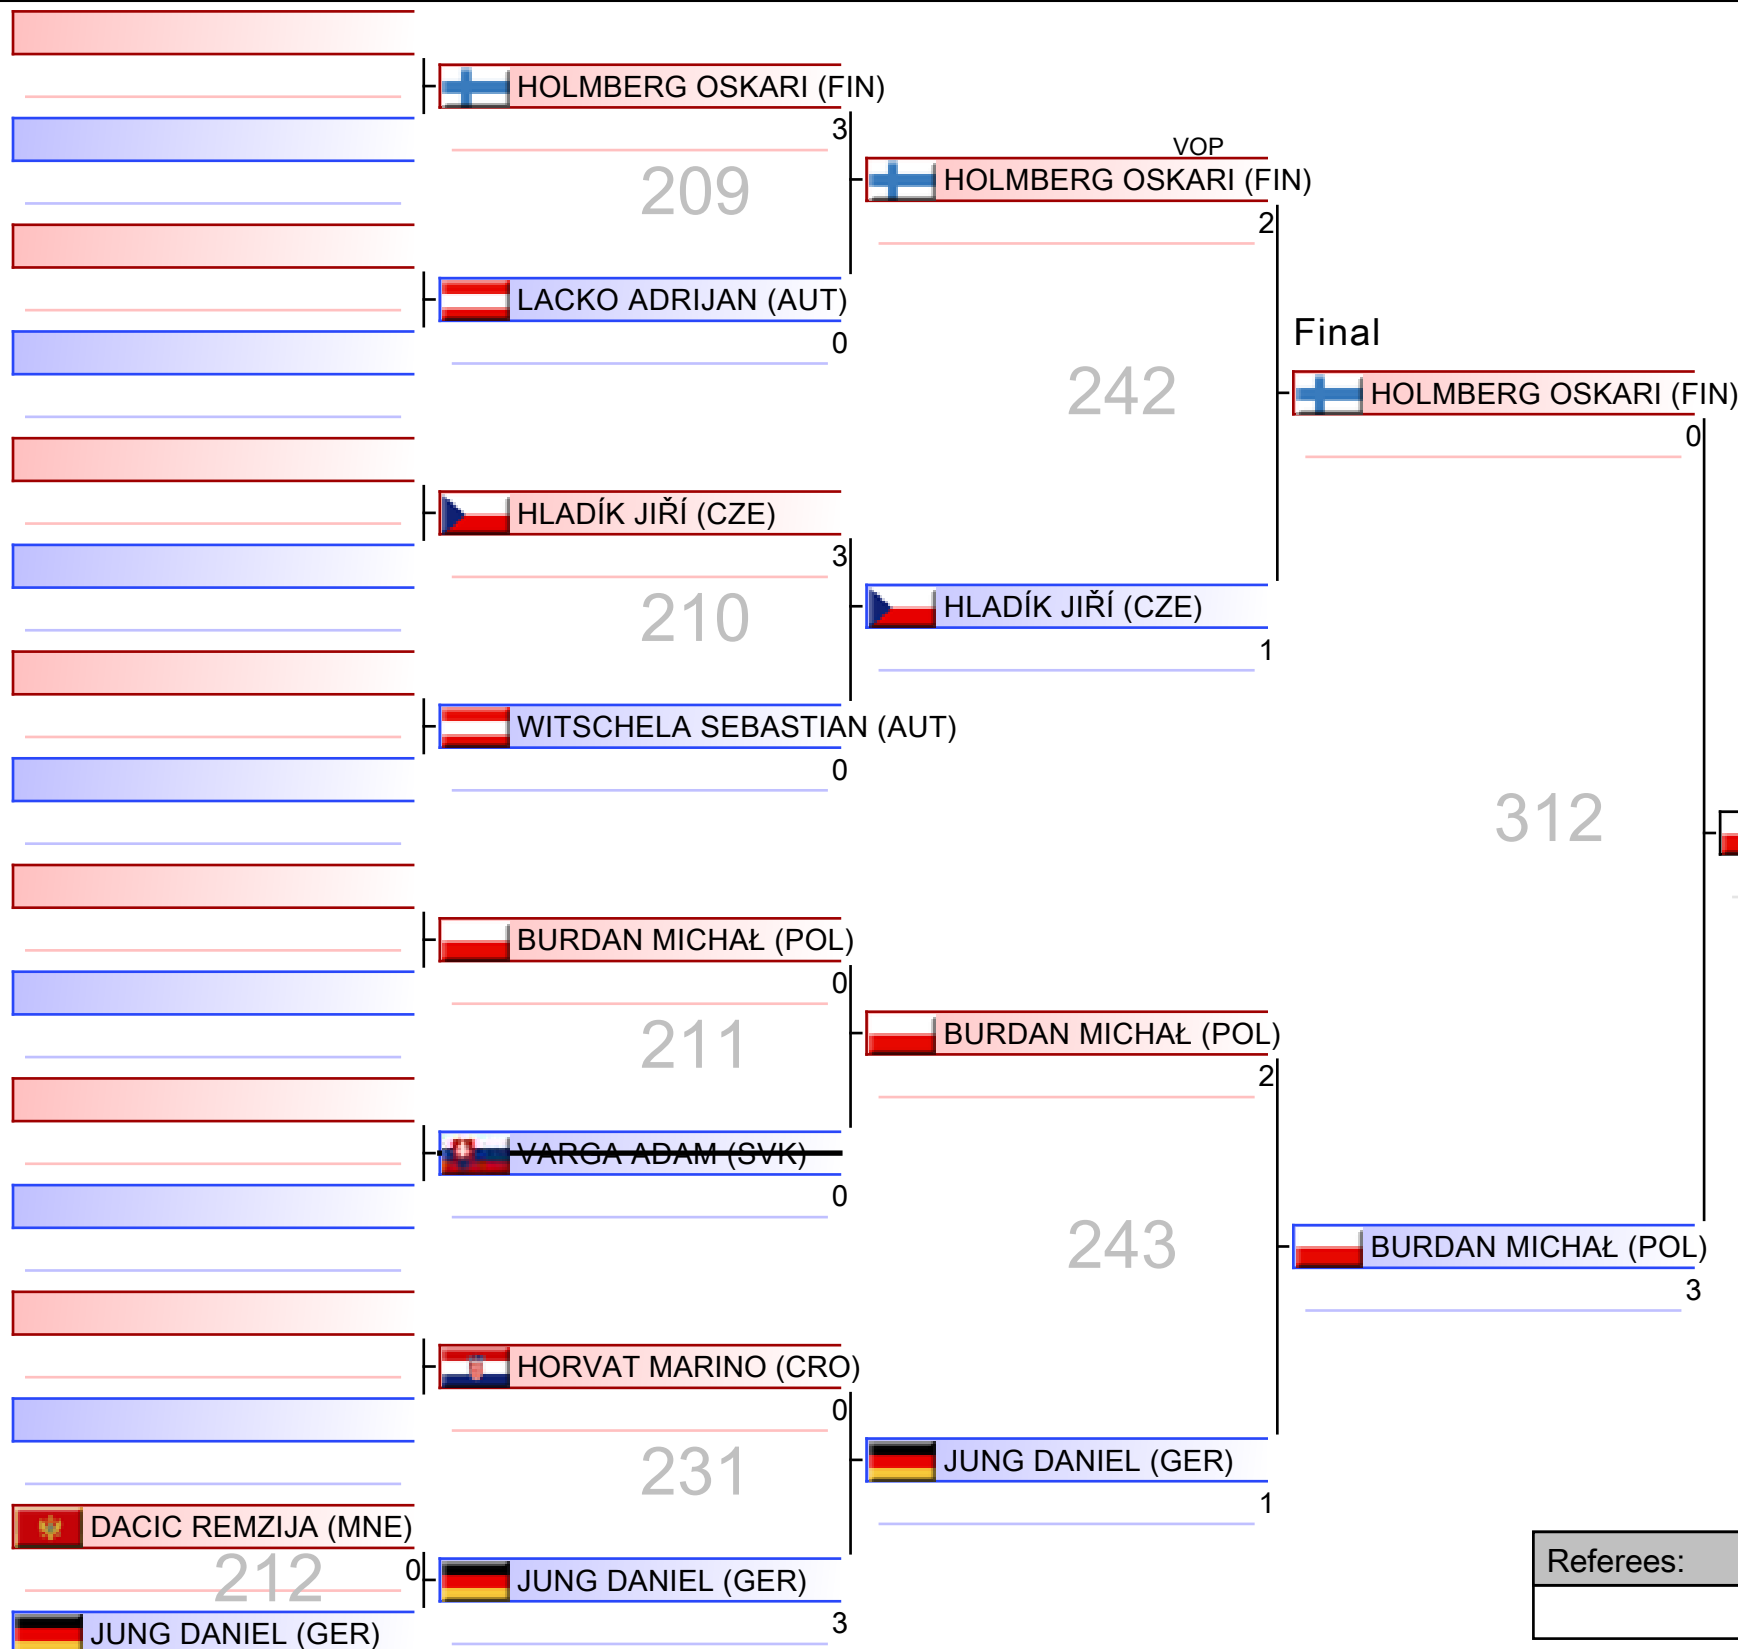 HOLMBERG OSKARI (FIN)
3
209
LACKO ADRIJAN (AUT)
0
HLADÍK JIŘÍ (CZE)
3
210
WITSCHELA SEBASTIAN (AUT)
0
BURDAN MICHAŁ (POL)
0
211
VARGA ADAM (SVK)
0
HORVAT MARINO (CRO)
0
231
DACIC REMZIJA (MNE)
0
212
JUNG DANIEL (GER)
JUNG DANIEL (GER)
3
VOP
HOLMBERG OSKARI (FIN)
2
242
HLADÍK JIŘÍ (CZE)
1
BURDAN MICHAŁ (POL)
2
243
JUNG DANIEL (GER)
1
Final
HOLMBERG OSKARI (FIN)
0
312
BURDAN MICHAŁ (POL)
3
Referees: